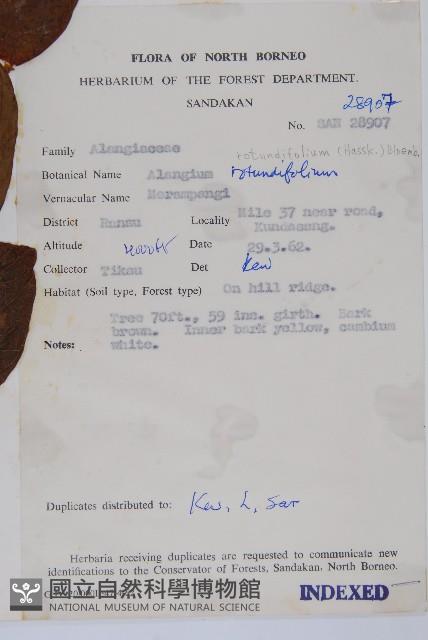 FLORA OF NORTH BORNEO
HERBARIUM OF THE FOREST DEPARTMENT.
SANDAKAN
28907
No. SAN 28907
Family Alangiaceae
rotundifolium (Hassk.) Bloemb.
Botanical Name Alangium rotundifolium
Vernacular Name Merampangi
District Ranau Locality Mile 37 near road, Kundasang.
Altitude 4000ft Date 29.3.62.
Collector Tikau Det Kew
Habitat (Soil type, Forest type) On hill ridge.
Tree 70ft., 59 ins. girth. Bark
brown. Inner bark yellow, cambium
Notes: white.
Duplicates distributed to: Kew, L, Sar
Herbaria receiving duplicates are requested to communicate new
identifications to the Conservator of Forests, Sandakan, North Borneo.
INDEXED
國立自然科學博物館
NATIONAL MUSEUM OF NATURAL SCIENCE